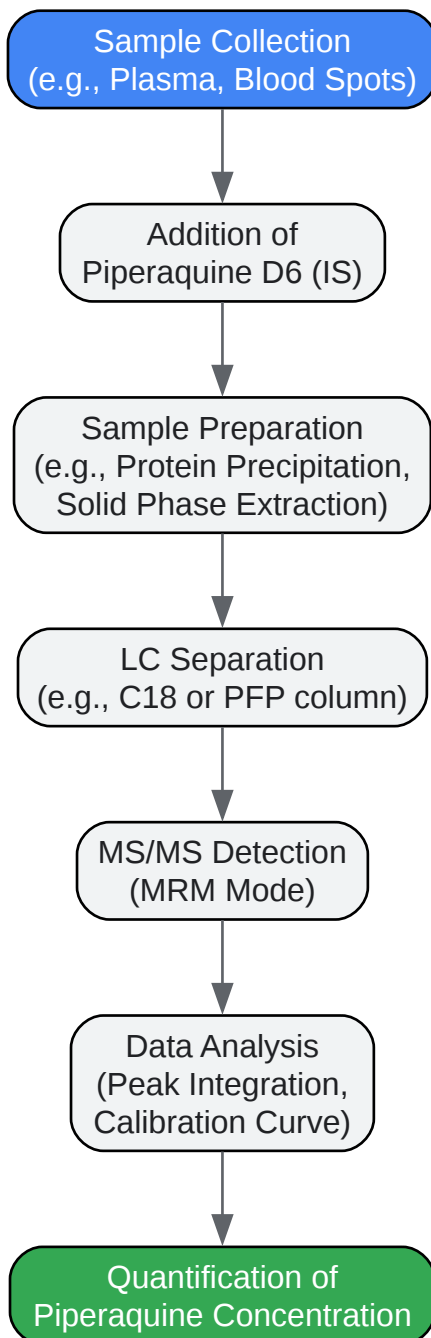 Sample Collection
(e.g., Plasma, Blood Spots)
Addition of
Piperaquine D6 (IS)
Sample Preparation
(e.g., Protein Precipitation,
Solid Phase Extraction)
LC Separation
(e.g., C18 or PFP column)
MS/MS Detection
(MRM Mode)
Data Analysis
(Peak Integration,
Calibration Curve)
Quantification of
Piperaquine Concentration